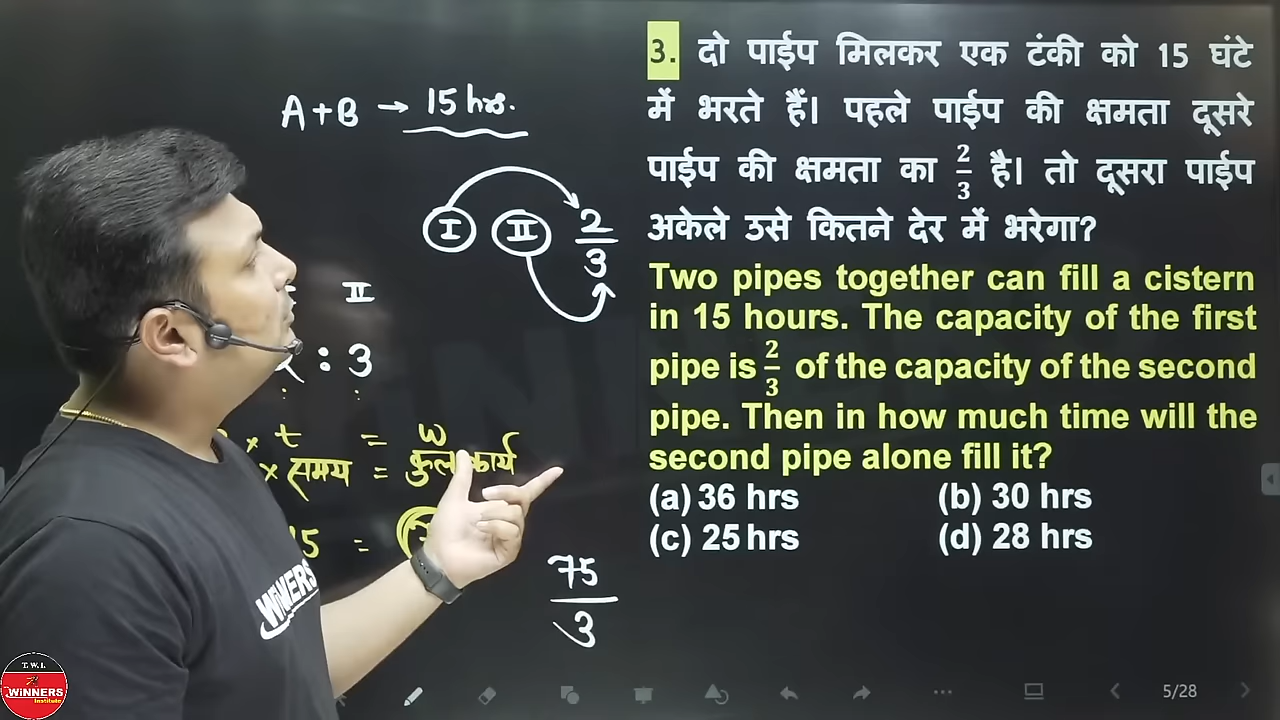 3. दो पाईप मिलकर एक टंकी को 15 घंटे
में भरते हैं। पहले पाईप की क्षमता दूसरे
पाईप की क्षमता का 2/3 है। तो दूसरा पाईप
अकेले उसे कितने देर में भरेगा?
Two pipes together can fill a cistern
in 15 hours. The capacity of the first
pipe is 2/3 of the capacity of the second
pipe. Then in how much time will the
second pipe alone fill it?
(a) 36 hrs (b) 30 hrs
(c) 25 hrs (d) 28 hrs
A+B → 15 hrs.
I II 2/3
II
: 3
× t = w
× समय = कुल कार्य
5 =
75/3
WINNERS
T.W.I.
WiNNERS
Institute
5/28